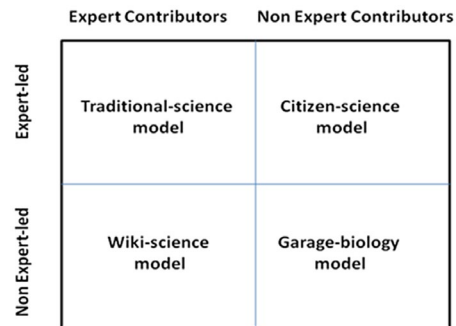 Expert Contributors
Non Expert Contributors
Expert-led
Traditional-science
model
Citizen-science
model
Non Expert-led
Wiki-science
model
Garage-biology
model